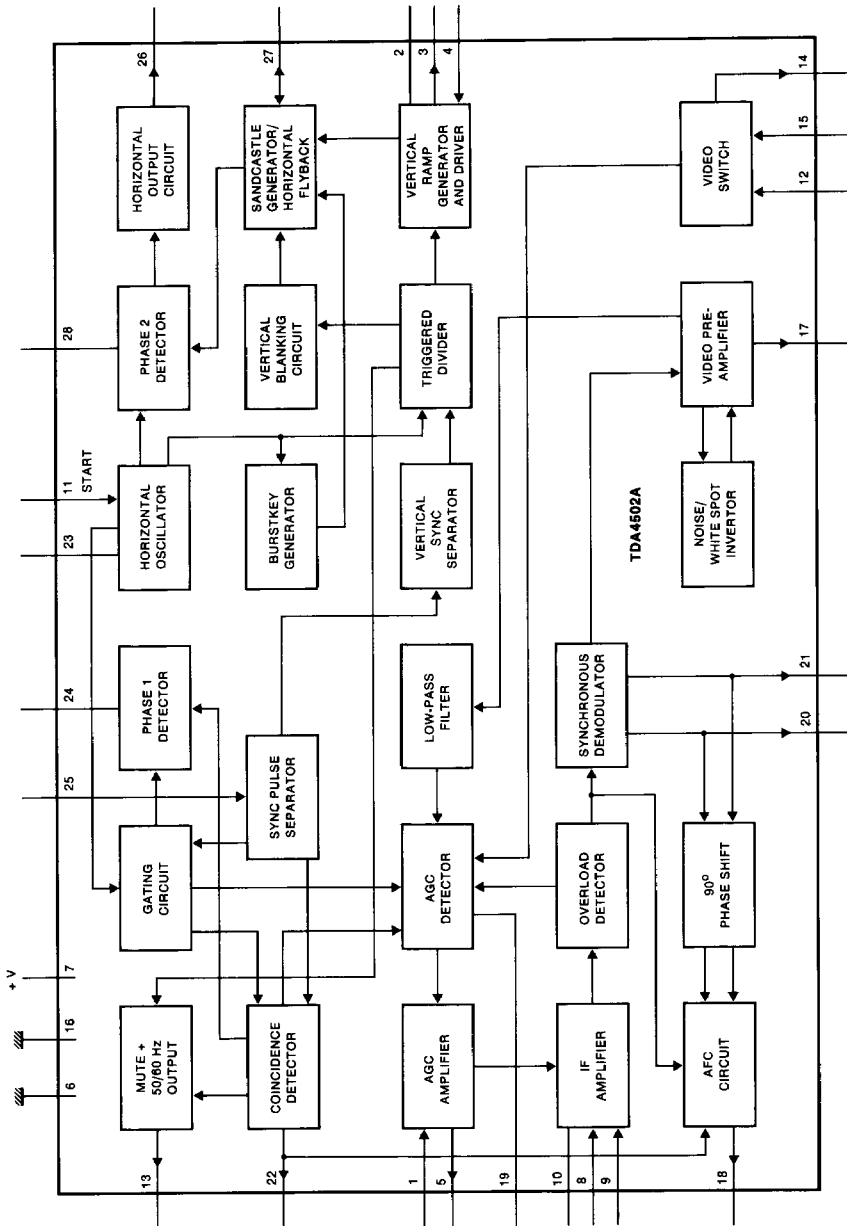 + V
6
16
7
25
24
23
11
START
28
26
27
2
3
4
MUTE +
50/60 Hz
OUTPUT
GATING
CIRCUIT
PHASE 1
DETECTOR
HORIZONTAL
OSCILLATOR
PHASE 2
DETECTOR
HORIZONTAL
OUTPUT
CIRCUIT
COINCIDENCE
DETECTOR
SYNC PULSE
SEPARATOR
BURSTKEY
GENERATOR
VERTICAL
BLANKING
CIRCUIT
SANDCASTLE
GENERATOR/
HORIZONTAL
FLYBACK
AGC
AMPLIFIER
AGC
DETECTOR
LOW-PASS
FILTER
VERTICAL
SYNC
SEPARATOR
TRIGGERED
DIVIDER
VERTICAL
RAMP
GENERATOR
AND DRIVER
IF
AMPLIFIER
OVERLOAD
DETECTOR
SYNCHRONOUS
DEMODULATOR
TDA4502A
AFC
CIRCUIT
90°
PHASE SHIFT
NOISE/
WHITE SPOT
INVERTOR
VIDEO PRE-
AMPLIFIER
VIDEO
SWITCH
13
22
1
5
19
10
8
9
18
20
21
17
12
15
14